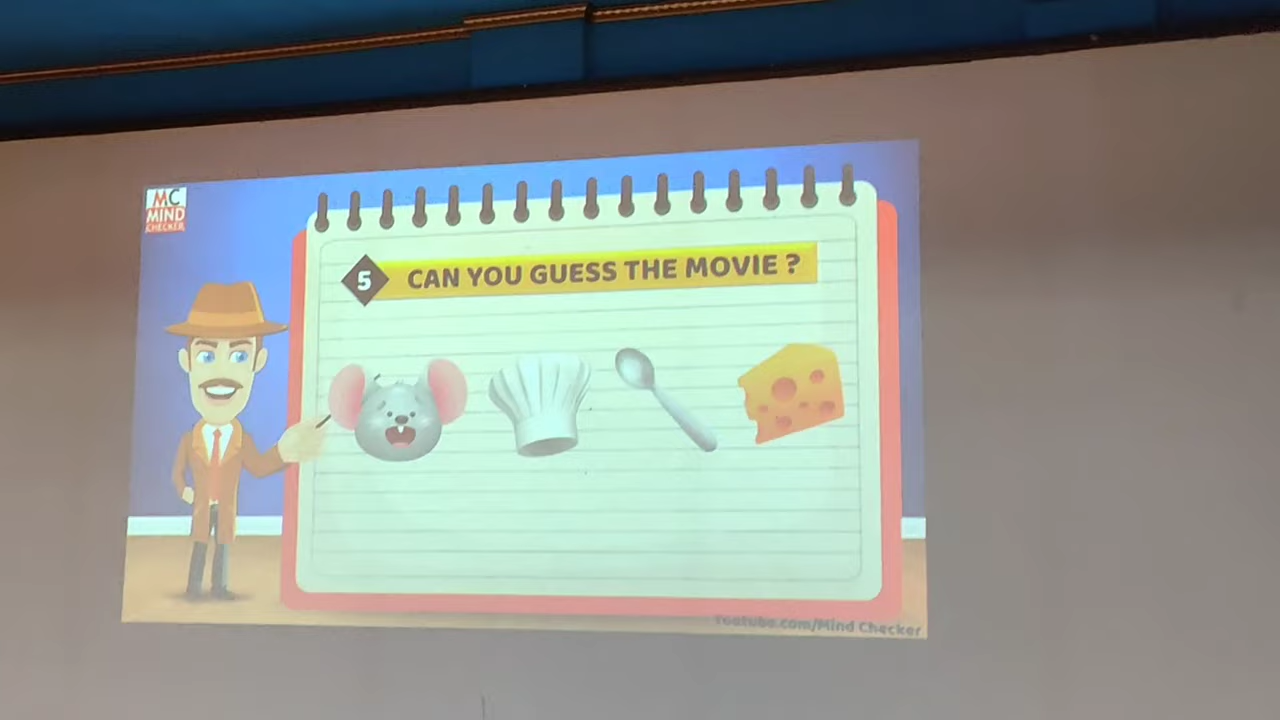 MC
MIND
CHECKER
5 CAN YOU GUESS THE MOVIE ?
Youtube.com/Mind Checker